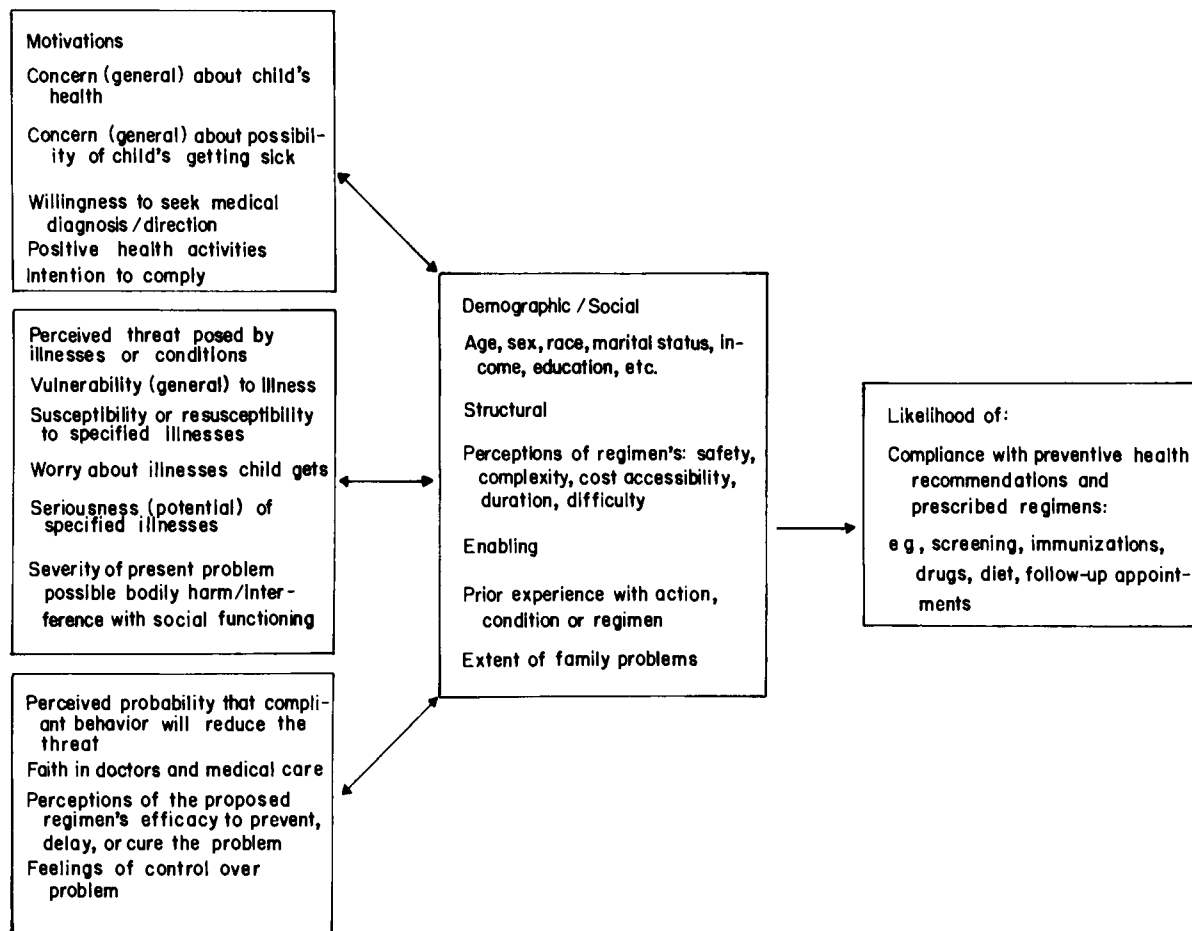 Motivations
Concern (general) about child's
health
Concern (general) about possibil-
ity of child's getting sick
Willingness to seek medical
diagnosis/direction
Positive health activities
Intention to comply
Perceived threat posed by
illnesses or conditions
Vulnerability (general) to illness
Susceptibility or resusceptibility
to specified illnesses
Worry about illnesses child gets
Seriousness (potential) of
specified illnesses
Severity of present problem
possible bodily harm/inter-
ference with social functioning
Perceived probability that compli-
ant behavior will reduce the
threat
Faith in doctors and medical care
Perceptions of the proposed
regimen's efficacy to prevent,
delay, or cure the problem
Feelings of control over
problem
Demographic / Social
Age, sex, race, marital status, in-
come, education, etc.
Structural
Perceptions of regimen's: safety,
complexity, cost accessibility,
duration, difficulty
Enabling
Prior experience with action,
condition or regimen
Extent of family problems
Likelihood of:
Compliance with preventive health
recommendations and
prescribed regimens:
e g, screening, immunizations,
drugs, diet, follow-up appoint-
ments